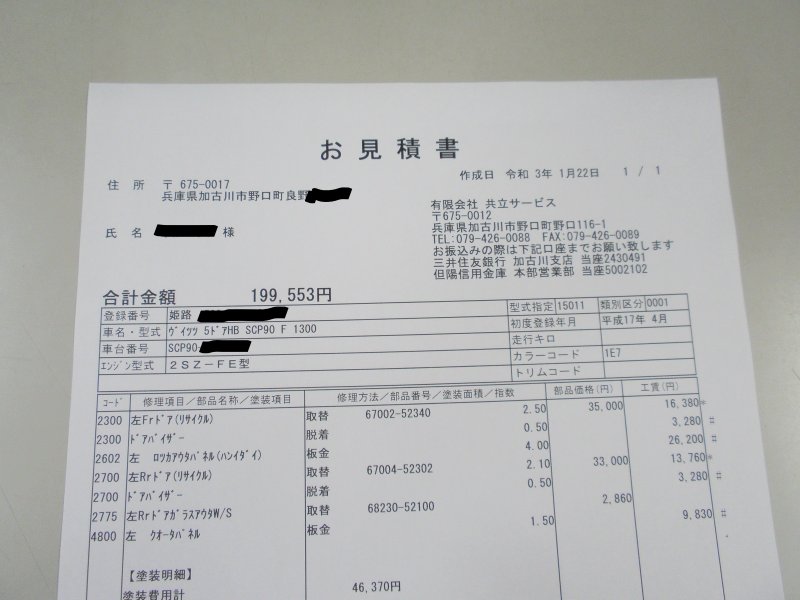 お見積書
作成日 令和 3年 1月22日 1 / 1
住 所 〒 675-0017
兵庫県加古川市野口町良野
氏 名 様
有限会社 共立サービス
〒675-0012
兵庫県加古川市野口町野口116-1
TEL:079-426-0088 FAX:079-426-0089
お振込みの際は下記口座までお願い致します
三井住友銀行 加古川支店 当座2430491
但陽信用金庫 本部営業部 当座5002102
合計金額 199,553円
登録番号 姫路 型式指定 15011 類別区分 0001
車名・型式 ヴィッツ 5ドアHB SCP90 F 1300 初度登録年月 平成17年 4月
車台番号 SCP90- 走行キロ
エンジン型式 2SZ-FE型 カラーコード 1E7
トリムコード
コード 修理項目/部品名称/塗装項目 修理方法/部品番号/塗装面積/指数 部品価格(円) 工賃(円)
2300 左Frドア(リサイクル) 取替 67002-52340 2.50 35,000 16,380*
2300 ドアバイザー 脱着 0.50 3,280 #
2602 左 ロッカアウタパネル(ハンイダイ) 板金 4.00 26,200 #
2700 左Rrドア(リサイクル) 取替 67004-52302 2.10 33,000 13,760*
2700 ドアバイザー 脱着 0.50 3,280 #
2775 左RrドアガラスアウタW/S 取替 68230-52100 2,860
4800 左 クオータパネル 板金 1.50 9,830 #
【塗装明細】
塗装費用計 46,370円